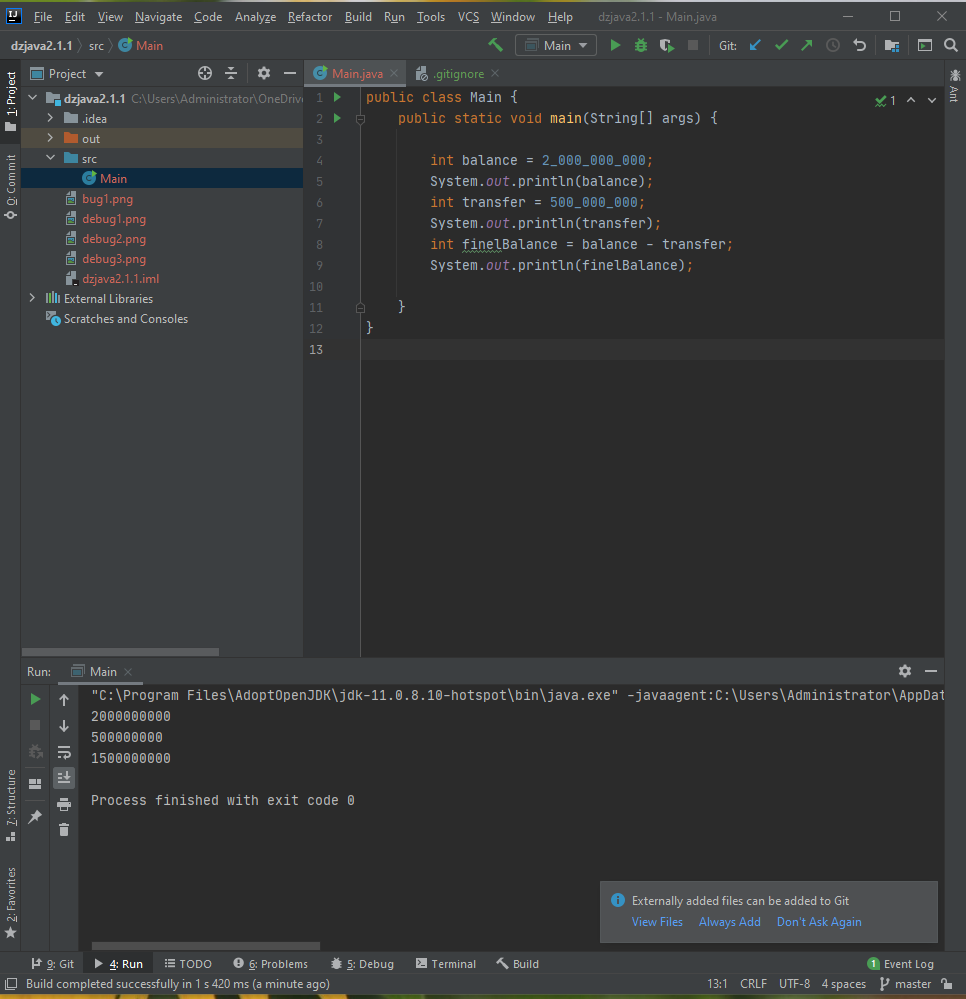 File Edit View Navigate Code Analyze Refactor Build Run Tools VCS Window Help dzjava2.1.1 - Main.java
dzjava2.1.1 src Main Main Git:
Project
Main.java .gitignore
1: Project
0: Commit
7: Structure
2: Favorites
Ant
dzjava2.1.1 C:\Users\Administrator\OneDrive
.idea
out
src
Main
bug1.png
debug1.png
debug2.png
debug3.png
dzjava2.1.1.iml
External Libraries
Scratches and Consoles
1
1 public class Main {
2 public static void main(String[] args) {
3
4 int balance = 2_000_000_000;
5 System.out.println(balance);
6 int transfer = 500_000_000;
7 System.out.println(transfer);
8 int finelBalance = balance - transfer;
9 System.out.println(finelBalance);
10
11 }
12 }
13
Run: Main
"C:\Program Files\AdoptOpenJDK\jdk-11.0.8.10-hotspot\bin\java.exe" -javaagent:C:\Users\Administrator\AppDat
2000000000
500000000
1500000000
Process finished with exit code 0
Externally added files can be added to Git
View Files Always Add Don't Ask Again
9: Git 4: Run TODO 6: Problems 5: Debug Terminal Build 1 Event Log
Build completed successfully in 1 s 420 ms (a minute ago) 13:1 CRLF UTF-8 4 spaces master